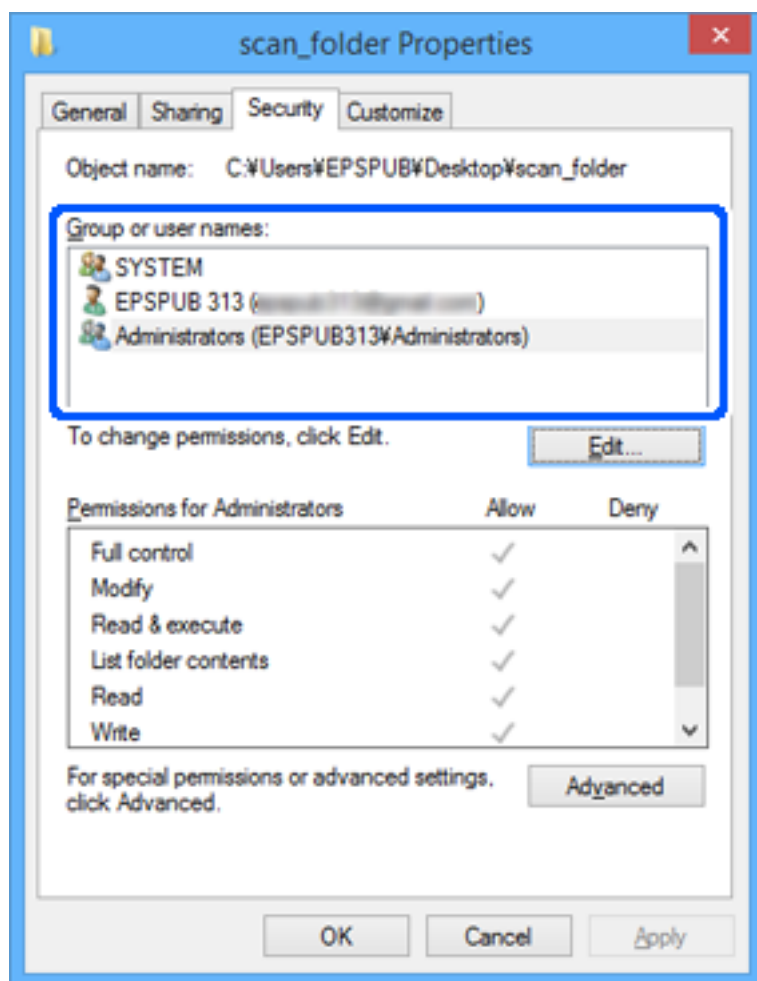 scan_folder Properties
General Sharing Security Customize
Object name: C:¥Users¥EPSPUB¥Desktop¥scan_folder
Group or user names:
SYSTEM
EPSPUB 313 ( )
Administrators (EPSPUB313¥Administrators)
To change permissions, click Edit.
Edit...
Permissions for Administrators Allow Deny
Full control
Modify
Read & execute
List folder contents
Read
Write
For special permissions or advanced settings,
click Advanced.
Advanced
OK Cancel Apply